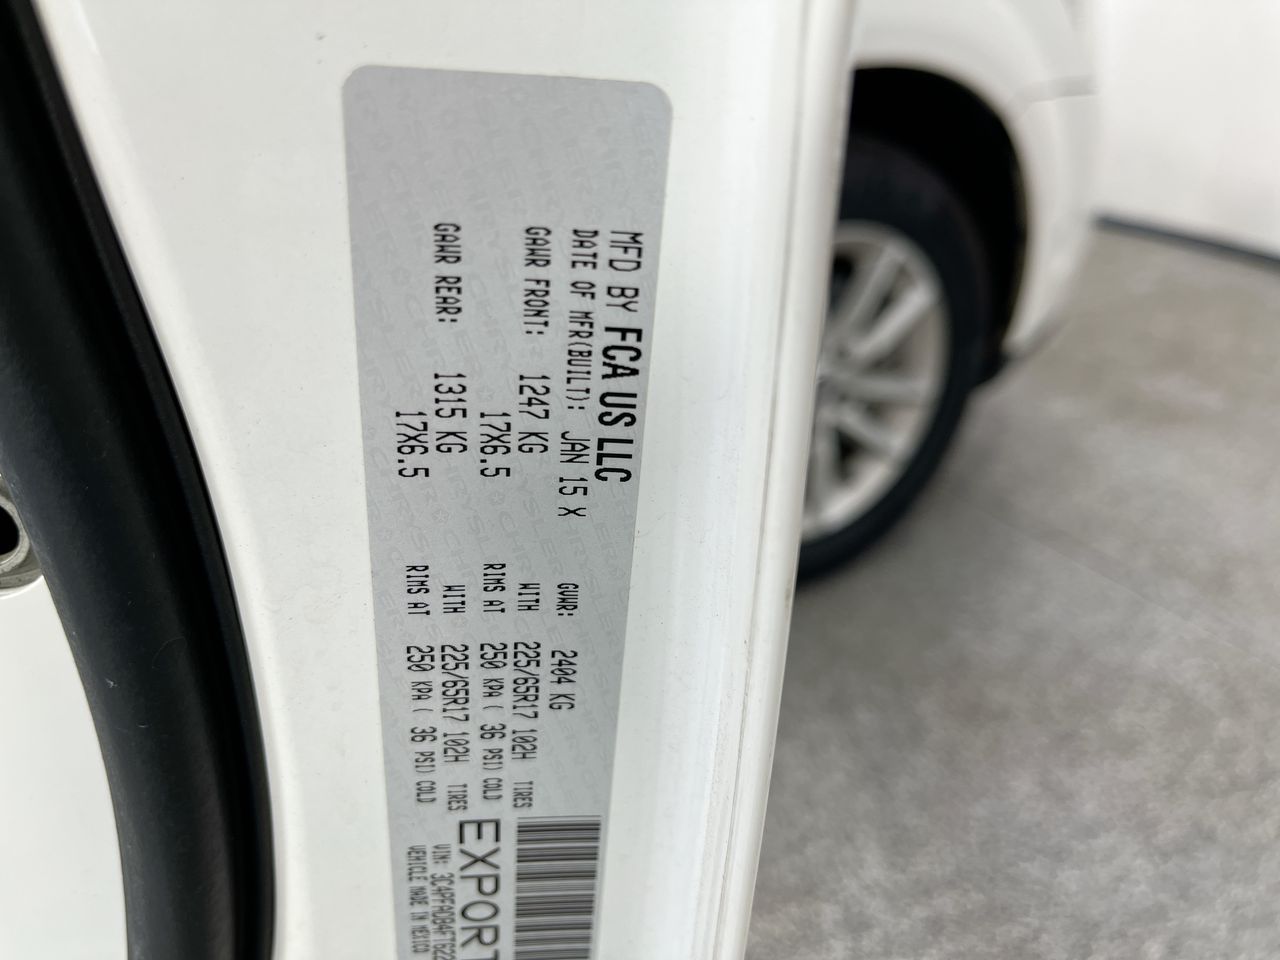 MFD BY FCA US LLC
DATE OF MFR(BUILT): JAN 15 X GVWR: 2404 KG
GAWR FRONT: 1247 KG WITH 225/65R17 102H TIRES
17X6.5 RIMS AT 250 KPA ( 36 PSI) COLD
GAWR REAR: 1315 KG WITH 225/65R17 102H TIRES
17X6.5 RIMS AT 250 KPA ( 36 PSI) COLD
EXPORT
VIN: 3C4PFADB4FT622
VEHICLE MADE IN MEXICO